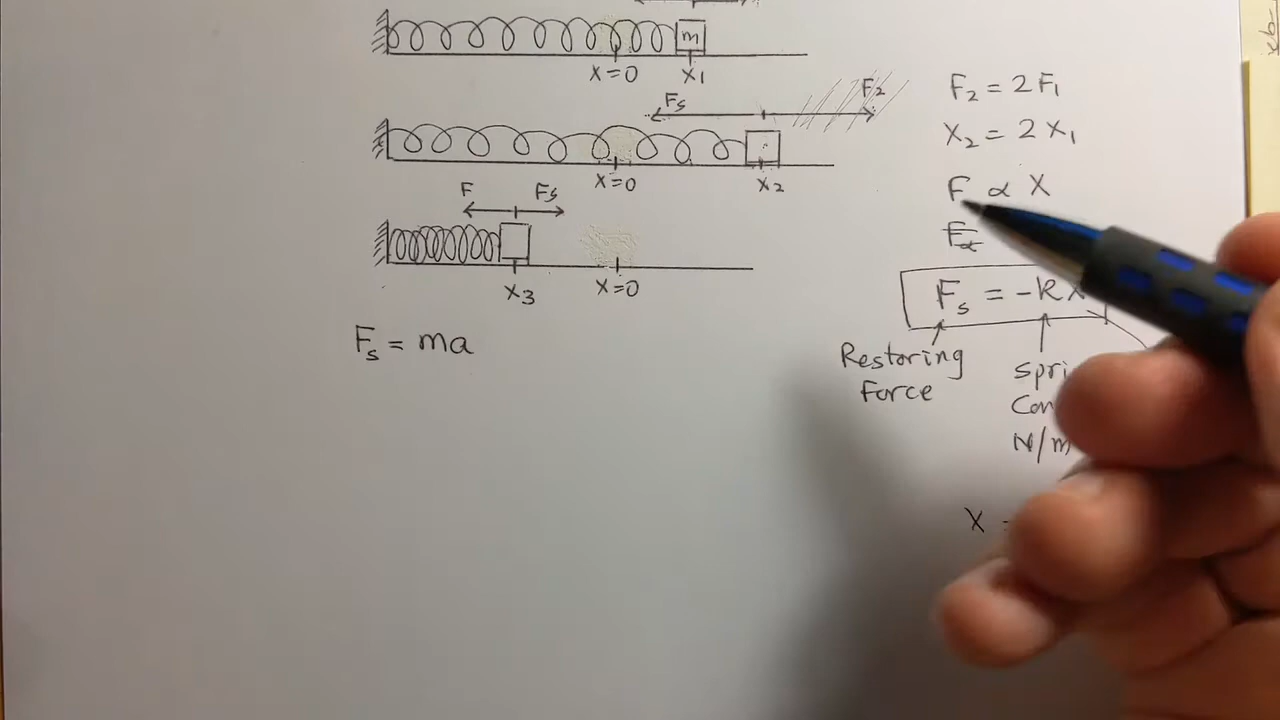 m
x=0 x1
Fs F2
x=0 x2
F Fs
x3 x=0
Fs = ma
F2 = 2F1
x2 = 2x1
F ∝ x
Fs = -kx
Restoring
Force
N/m
x